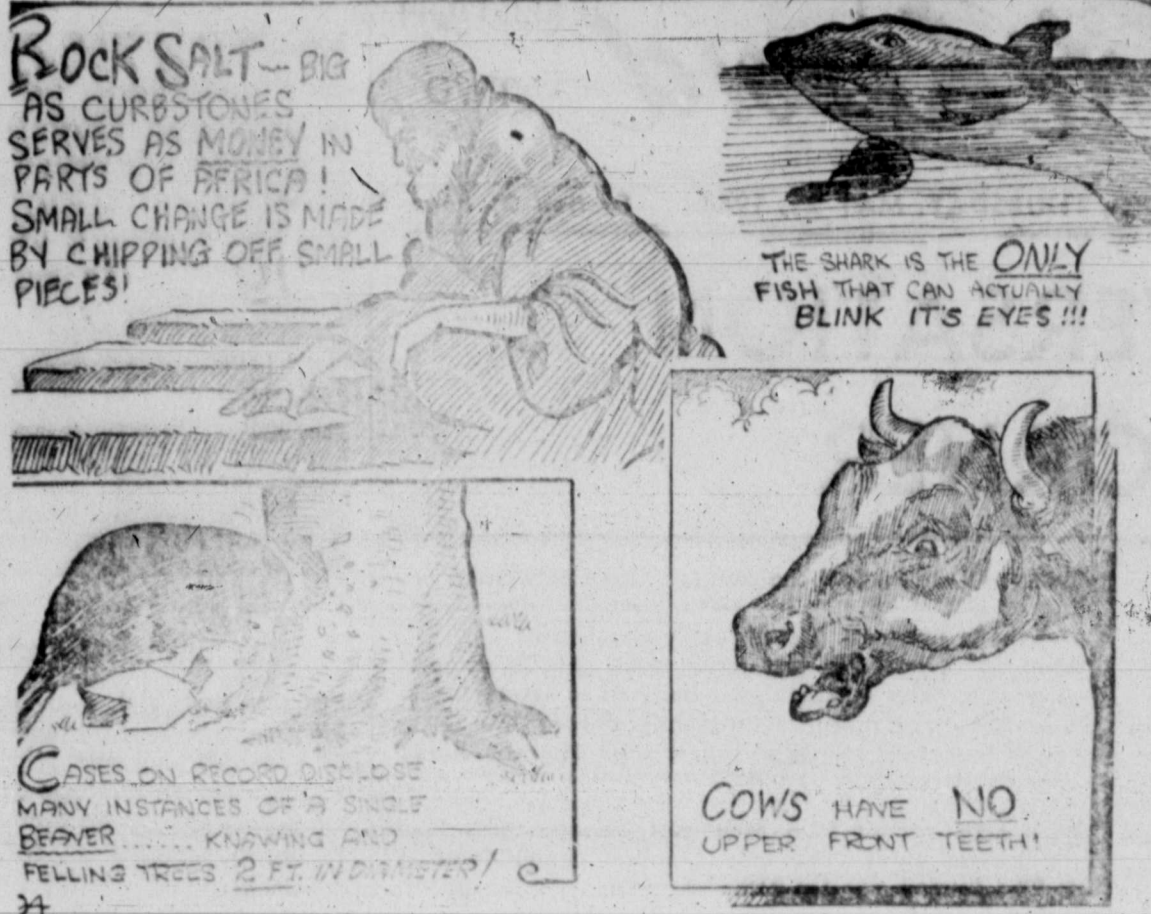 ROCK SALT — BIG
AS CURBSTONES
SERVES AS MONEY IN
PARTS OF AFRICA!
SMALL CHANGE IS MADE
BY CHIPPING OFF SMALL
PIECES!
THE SHARK IS THE ONLY
FISH THAT CAN ACTUALLY
BLINK IT'S EYES!!!
CASES ON RECORD DISCLOSE
MANY INSTANCES OF A SINGLE
BEAVER...... KNAWING AND
FELLING TREES 2 FT. IN DIAMETER!
COWS HAVE NO
UPPER FRONT TEETH!